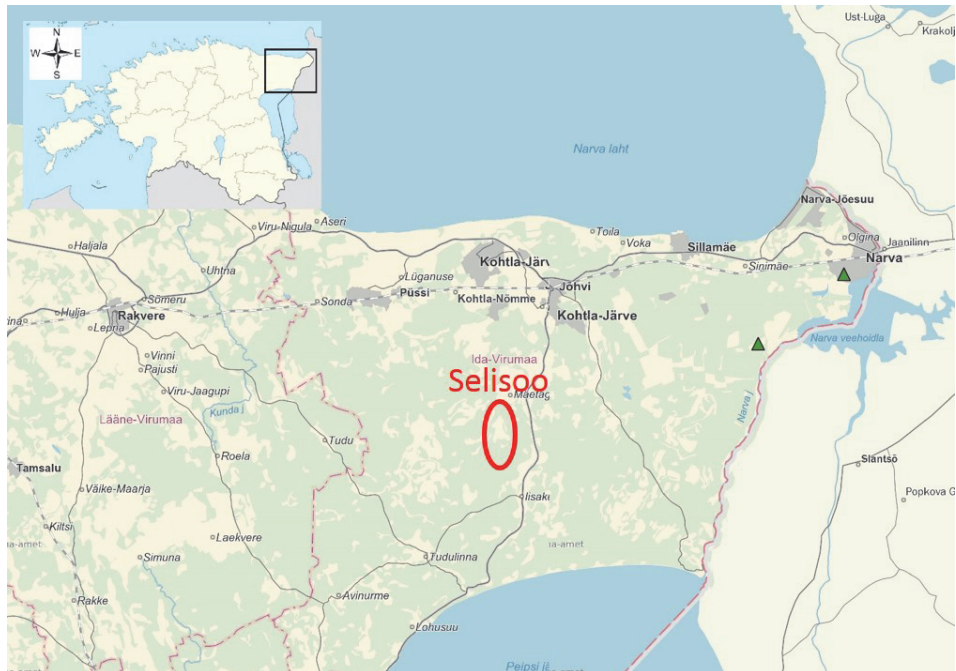 N
W E
S
Ust-Luga
Krakolj
Narva laht
Narva-Jõesuu
Viru-Nigula
Aseri
Toila
Voka
Sillamäe
Olgina
Jaanilinn
Haljala
Kohtla-Järv
Narva
Sinimäe
Uhtna
Lüganuse
Jõhvi
Püssi
Kohtla-Nõmme
Sonda
Sõmeru
Hulja
Rakvere
Kohtla-Järve
Lepna
Narva veehoidla
Vinni
Pajusti
Ida-Virumaa
Selisoo
Mäetag
Viru-Jaagupi
Narva j
Kunda j
Lääne-Virumaa
Tudu
Roela
Slantsõ
Tamsalu
Väike-Maarja
Iisaku
Popkova G
Kiltsi
Laekvere
a-amet
a-amet
Simuna
Tudulinna
Rakke
Avinurme
Lohusuu
Peipsi j